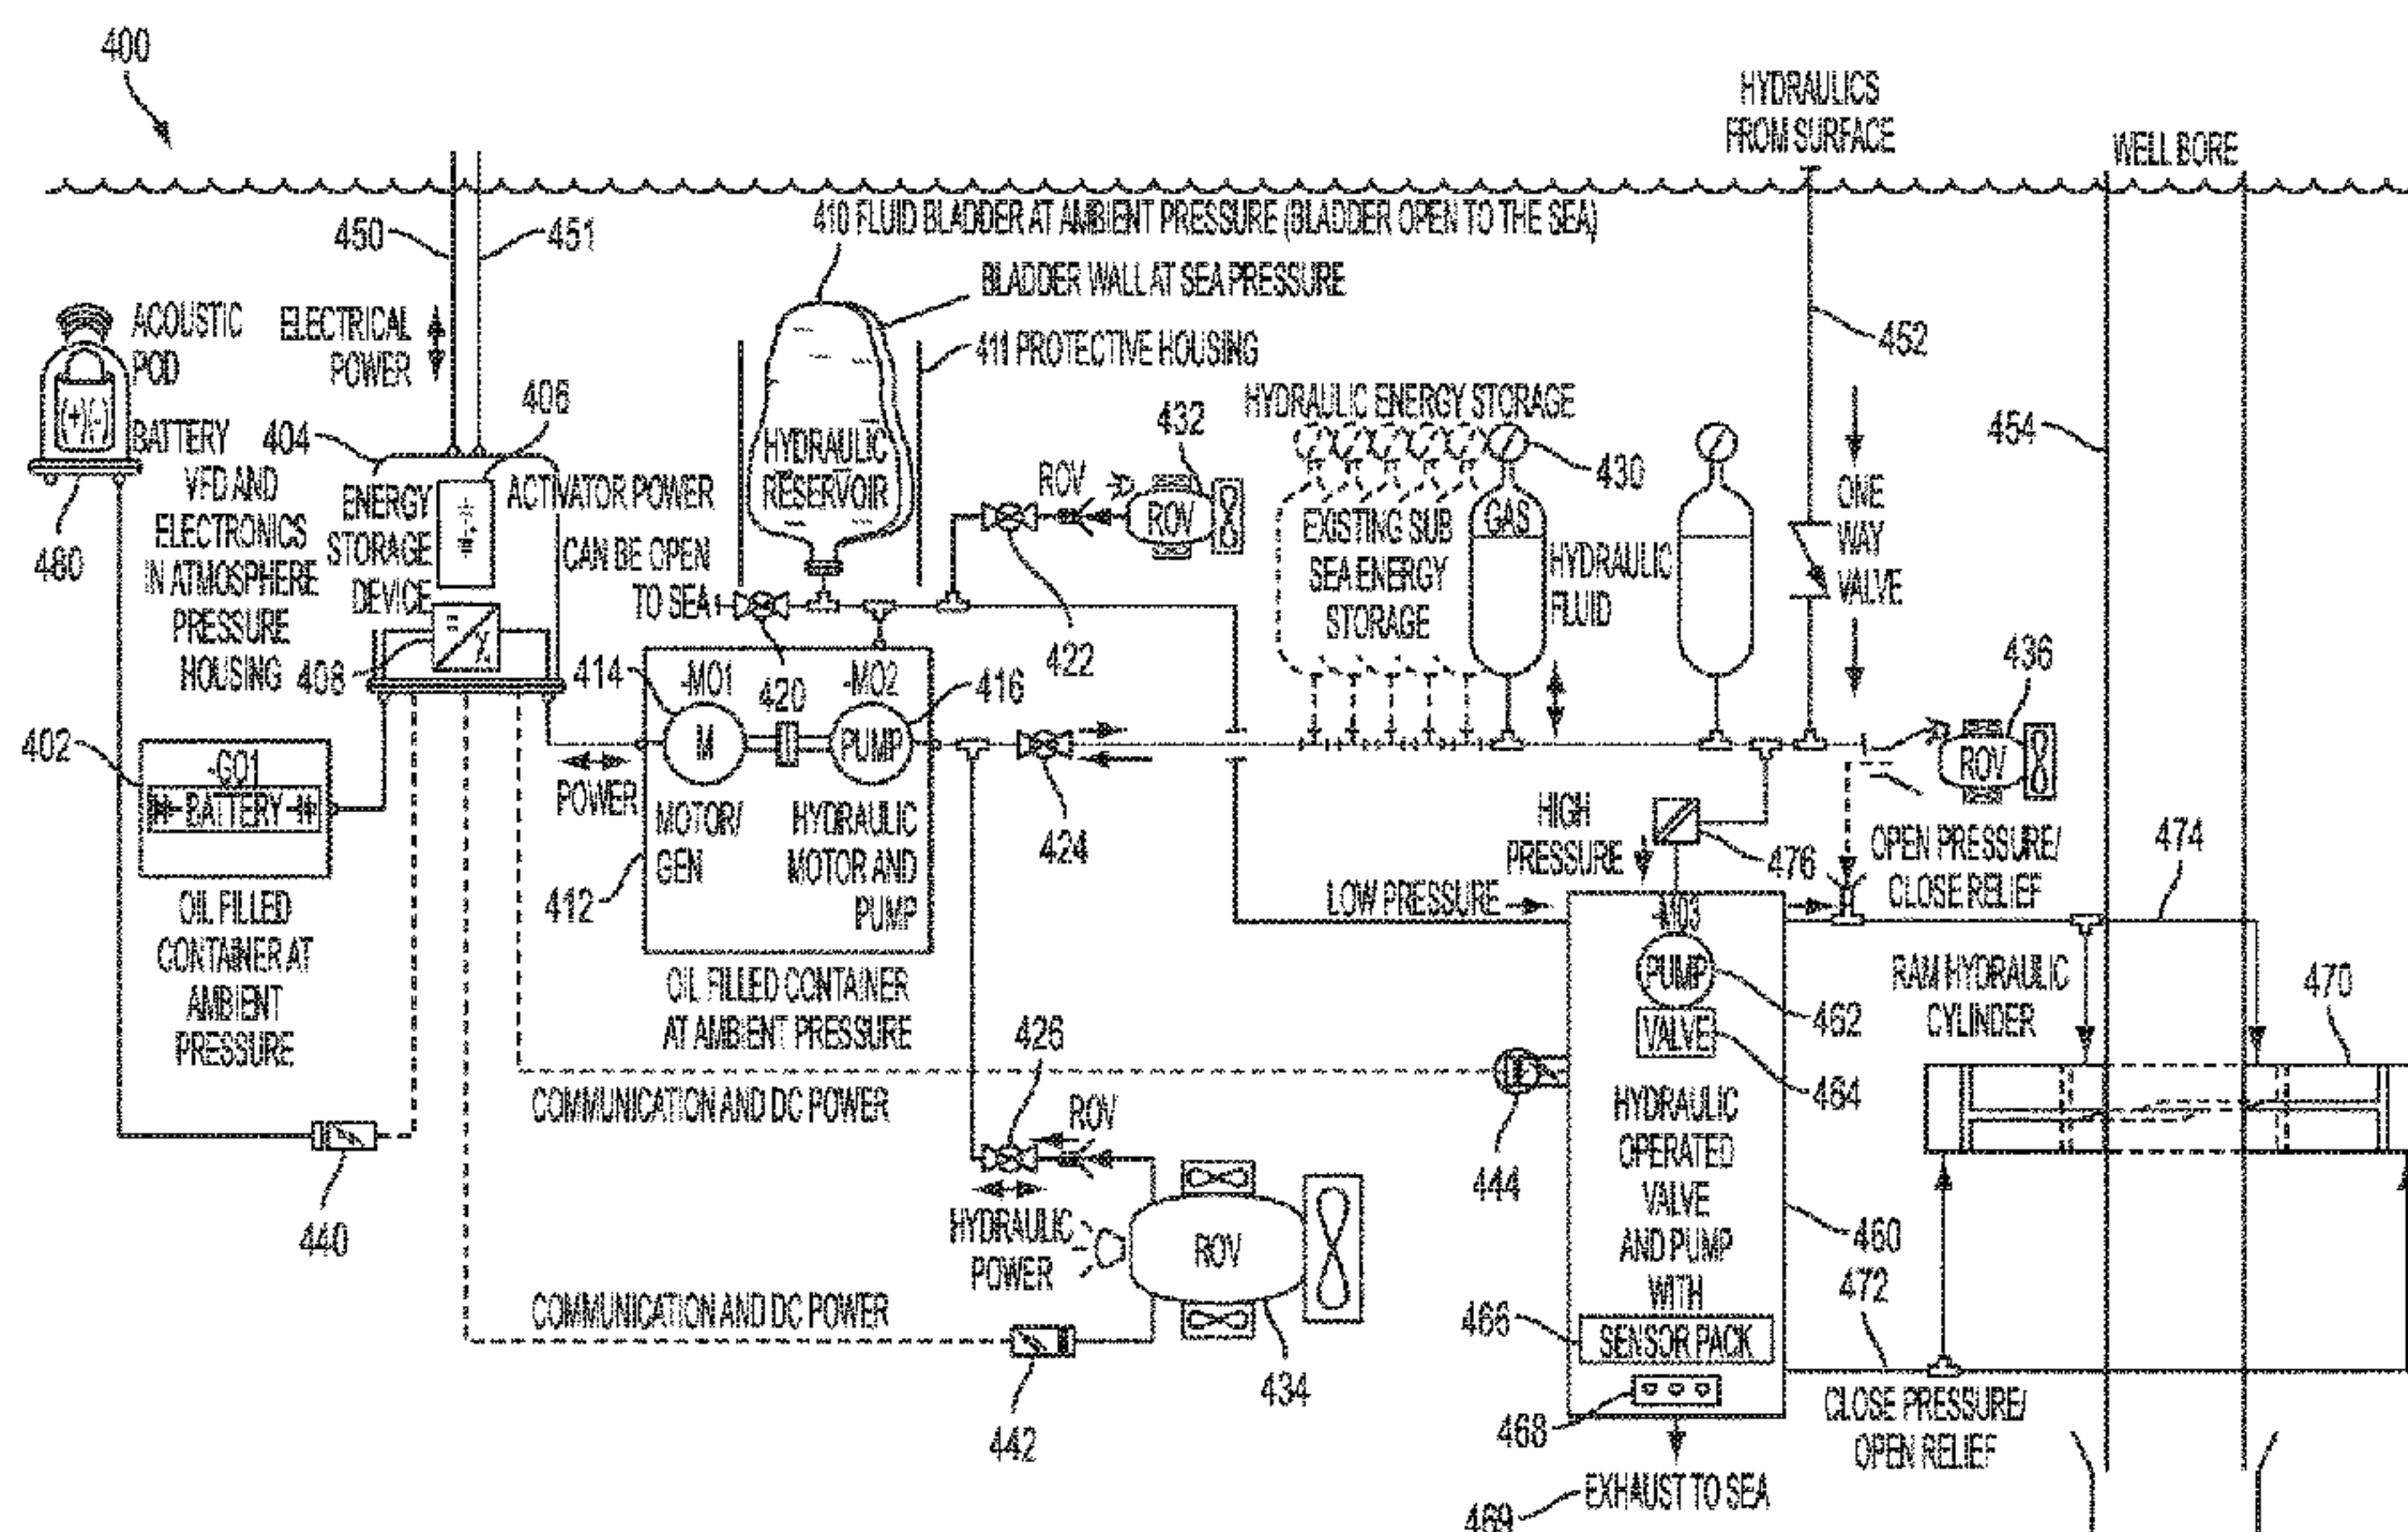 400
HYDRAULICS
FROM SURFACE
WELL BORE
410 FLUID BLADDER AT AMBIENT PRESSURE (BLADDER OPEN TO THE SEA)
450
451
BLADDER WALL AT SEA PRESSURE
411 PROTECTIVE HOUSING
452
ACOUSTIC
POD
ELECTRICAL
POWER
(+)(-)
BATTERY
404
406
480
VFD AND
ELECTRONICS
IN ATMOSPHERE
PRESSURE
HOUSING
ENERGY
STORAGE
DEVICE
408
ACTIVATOR POWER
CAN BE OPEN
TO SEA
HYDRAULIC
RESERVOIR
ROV
432
ROV
422
HYDRAULIC ENERGY STORAGE
430
EXISTING SUB
SEA ENERGY
STORAGE
GAS
HYDRAULIC
FLUID
ONE
WAY
VALVE
454
436
ROV
402
-GO1
BATTERY
OIL FILLED
CONTAINER AT
AMBIENT
PRESSURE
POWER
414
-MO1
M
420
-MO2
PUMP
416
MOTOR/
GEN
HYDRAULIC
MOTOR AND
PUMP
412
OIL FILLED CONTAINER
AT AMBIENT PRESSURE
424
HIGH
PRESSURE
476
LOW PRESSURE
OPEN PRESSURE/
CLOSE RELIEF
474
-MO3
PUMP
462
VALVE
464
RAM HYDRAULIC
CYLINDER
470
COMMUNICATION AND DC POWER
444
426
ROV
HYDRAULIC
POWER
ROV
434
440
HYDRAULIC
OPERATED
VALVE
AND PUMP
WITH
460
466
SENSOR PACK
468
472
COMMUNICATION AND DC POWER
442
CLOSE PRESSURE/
OPEN RELIEF
469
EXHAUST TO SEA